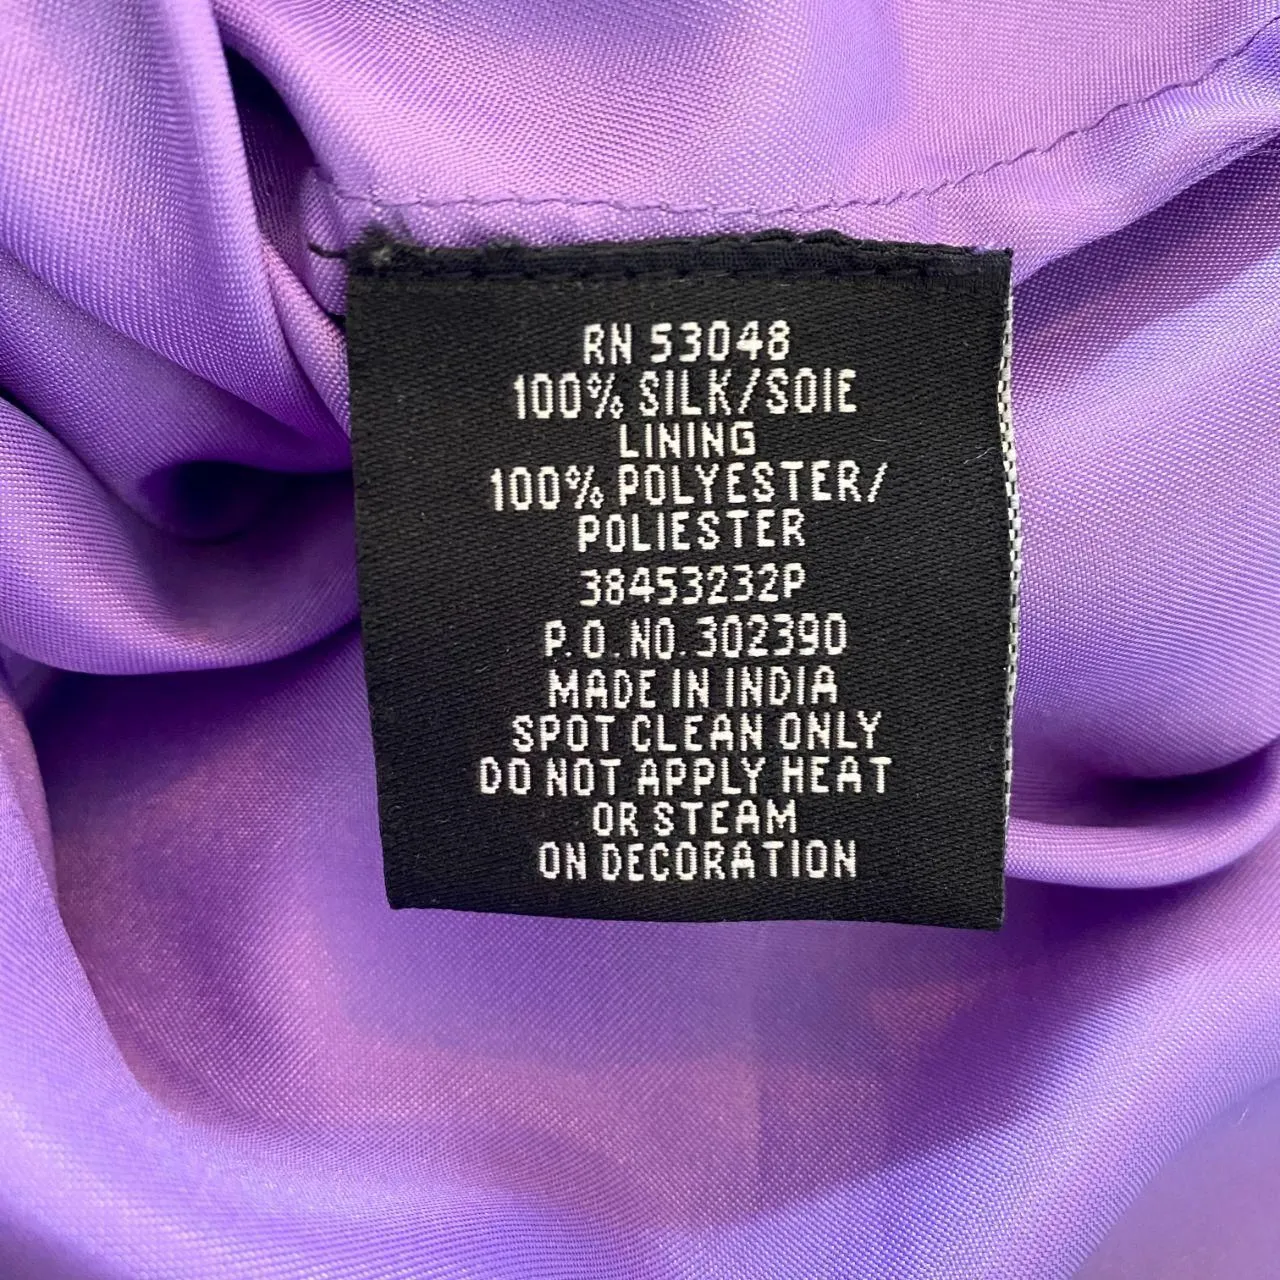 RN 53048
100% SILK/SOIE
LINING
100% POLYESTER/
POLIESTER
38453232P
P.O. NO. 302390
MADE IN INDIA
SPOT CLEAN ONLY
DO NOT APPLY HEAT
OR STEAM
ON DECORATION